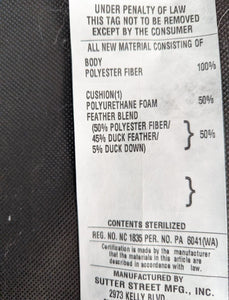 UNDER PENALTY OF LAW
THIS TAG NOT TO BE REMOVED
EXCEPT BY THE CONSUMER
ALL NEW MATERIAL CONSISTING OF
BODY
POLYESTER FIBER 100%
CUSHION(1)
POLYURETHANE FOAM 50%
FEATHER BLEND
(50% POLYESTER FIBER/
45% DUCK FEATHER/ } 50%
5% DUCK DOWN)
}
CONTENTS STERILIZED
REG. NO. NC 1835 PER. NO. PA 6041(WA)
Certification is made by the manufacturer
that the materials in this article are
described in accordance with law.
MANUFACTURED BY
SUTTER STREET MFG., INC.
2973 KELLY BLVD